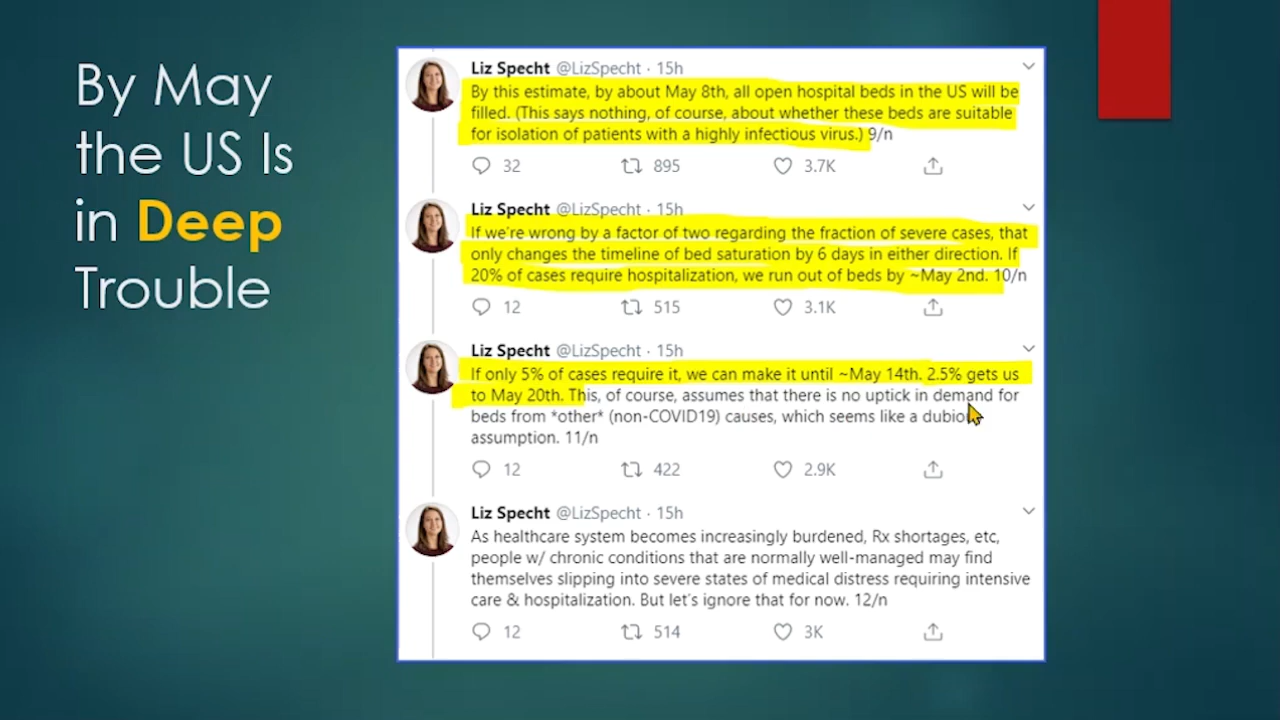 By May
the US Is
in Deep
Trouble
Liz Specht @LizSpecht · 15h
By this estimate, by about May 8th, all open hospital beds in the US will be
filled. (This says nothing, of course, about whether these beds are suitable
for isolation of patients with a highly infectious virus.) 9/n
32 895 3.7K
Liz Specht @LizSpecht · 15h
If we're wrong by a factor of two regarding the fraction of severe cases, that
only changes the timeline of bed saturation by 6 days in either direction. If
20% of cases require hospitalization, we run out of beds by ~May 2nd. 10/n
12 515 3.1K
Liz Specht @LizSpecht · 15h
If only 5% of cases require it, we can make it until ~May 14th. 2.5% gets us
to May 20th. This, of course, assumes that there is no uptick in demand for
beds from *other* (non-COVID19) causes, which seems like a dubious
assumption. 11/n
12 422 2.9K
Liz Specht @LizSpecht · 15h
As healthcare system becomes increasingly burdened, Rx shortages, etc,
people w/ chronic conditions that are normally well-managed may find
themselves slipping into severe states of medical distress requiring intensive
care & hospitalization. But let's ignore that for now. 12/n
12 514 3K